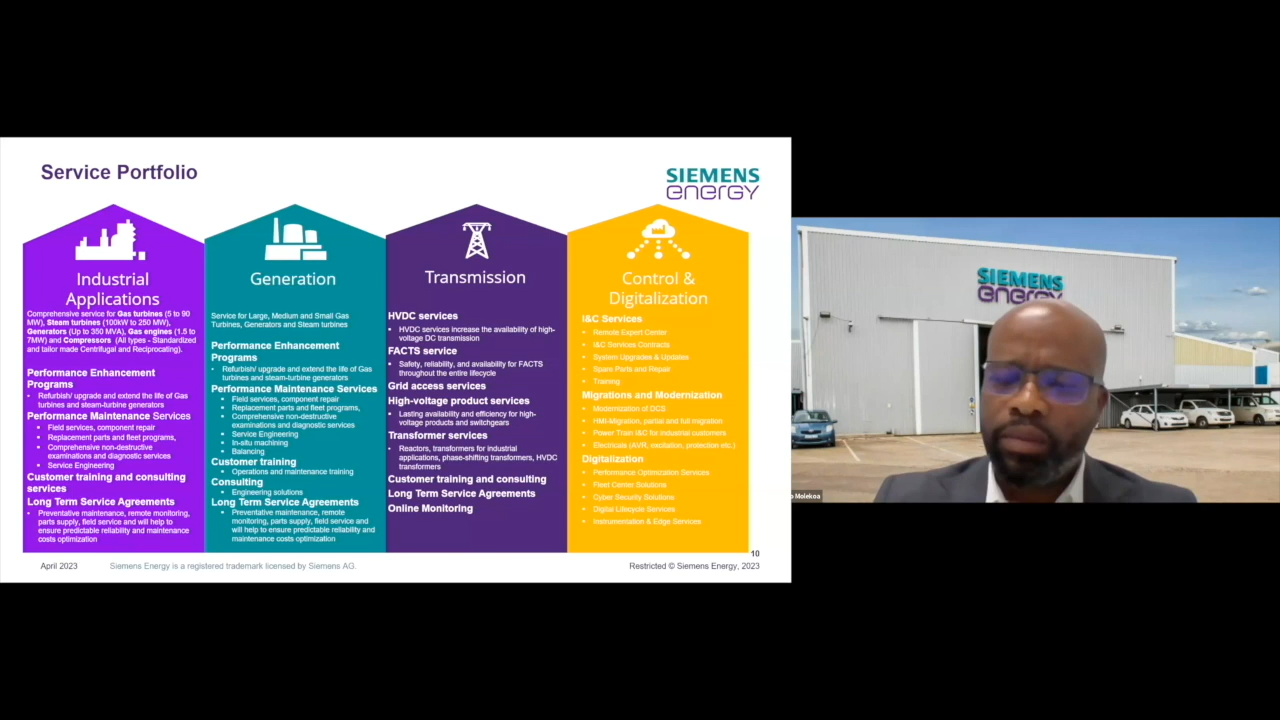 Service Portfolio
SIEMENS
energy
Industrial
Applications
Comprehensive service for Gas turbines (5 to 90
MW), Steam turbines (100kW to 250 MW),
Generators (Up to 350 MVA), Gas engines (1.5 to
7MW) and Compressors (All types - Standardized
and tailor made Centrifugal and Reciprocating).
Performance Enhancement
Programs
• Refurbish/ upgrade and extend the life of Gas
turbines and steam-turbine generators
Performance Maintenance Services
• Field services, component repair
• Replacement parts and fleet programs,
• Comprehensive non-destructive
examinations and diagnostic services
• Service Engineering
Customer training and consulting
services
Long Term Service Agreements
• Preventative maintenance, remote monitoring,
parts supply, field service and will help to
ensure predictable reliability and maintenance
costs optimization
Generation
Service for Large, Medium and Small Gas
Turbines, Generators and Steam turbines
Performance Enhancement
Programs
• Refurbish/ upgrade and extend the life of Gas
turbines and steam-turbine generators
Performance Maintenance Services
• Field services, component repair
• Replacement parts and fleet programs,
• Comprehensive non-destructive
examinations and diagnostic services
• Service Engineering
• In-situ machining
• Balancing
Customer training
• Operations and maintenance training
Consulting
• Engineering solutions
Long Term Service Agreements
• Preventative maintenance, remote
monitoring, parts supply, field service and
will help to ensure predictable reliability and
maintenance costs optimization
Transmission
HVDC services
• HVDC services increase the availability of high-
voltage DC transmission
FACTS service
• Safety, reliability, and availability for FACTS
throughout the entire lifecycle
Grid access services
High-voltage product services
• Lasting availability and efficiency for high-
voltage products and switchgears
Transformer services
• Reactors, transformers for industrial
applications, phase-shifting transformers, HVDC
transformers
Customer training and consulting
Long Term Service Agreements
Online Monitoring
Control &
Digitalization
I&C Services
• Remote Expert Center
• I&C Services Contracts
• System Upgrades & Updates
• Spare Parts and Repair
• Training
Migrations and Modernization
• Modernization of DCS
• HMI-Migration, partial and full migration
• Power Train I&C for industrial customers
• Electricals (AVR, excitation, protection etc.)
Digitalization
• Performance Optimization Services
• Fleet Center Solutions
• Cyber Security Solutions
• Digital Lifecycle Services
• Instrumentation & Edge Services
10
April 2023
Siemens Energy is a registered trademark licensed by Siemens AG.
Restricted © Siemens Energy, 2023
SIEMENS
energy
Molekoa